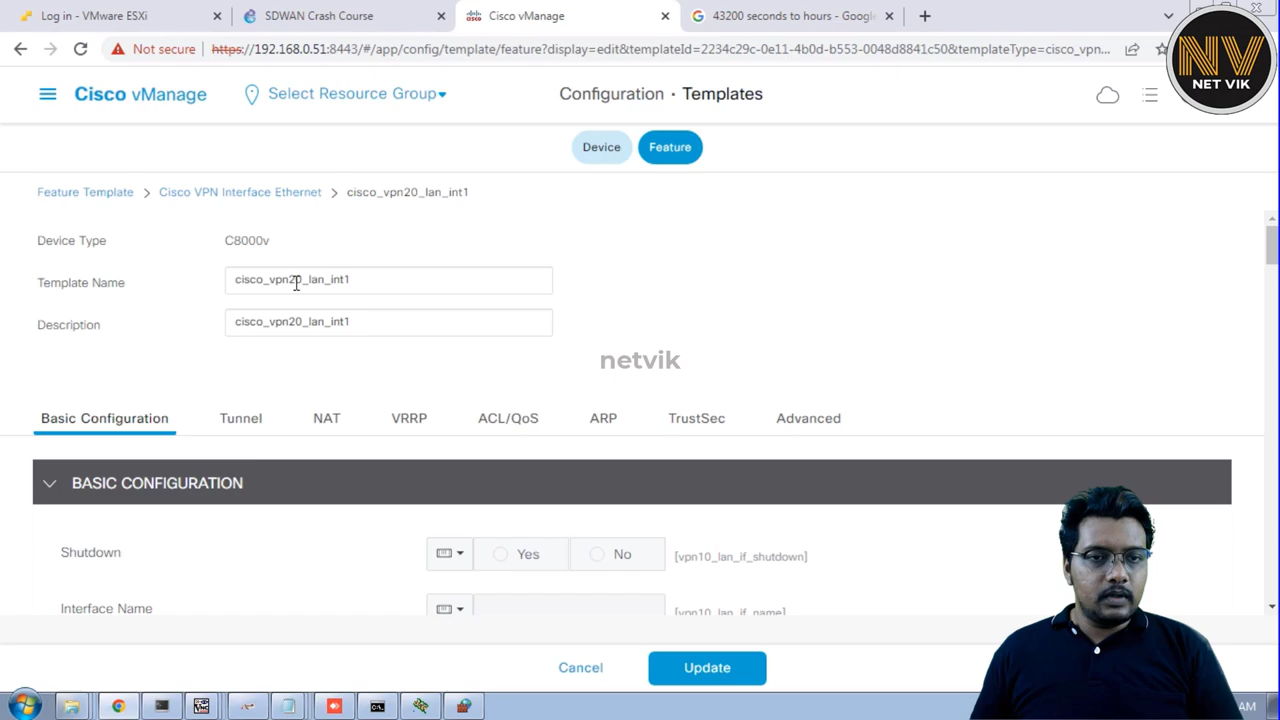 Log in - VMware ESXi
SDWAN Crash Course
Cisco vManage
43200 seconds to hours - Google
Not secure
https://192.168.0.51:8443/#/app/config/template/feature?display=edit&templateId=2234c29c-0e11-4b0d-b553-0048d8841c50&templateType=cisco_vpn...
NV
NET VIK
Cisco vManage
Select Resource Group
Configuration · Templates
Device
Feature
Feature Template
Cisco VPN Interface Ethernet
cisco_vpn20_lan_int1
Device Type
C8000v
Template Name
cisco_vpn20_lan_int1
Description
cisco_vpn20_lan_int1
netvik
Basic Configuration
Tunnel
NAT
VRRP
ACL/QoS
ARP
TrustSec
Advanced
BASIC CONFIGURATION
Shutdown
Yes
No
[vpn10_lan_if_shutdown]
Interface Name
[vpn10_lan_if_name]
Cancel
Update
AM